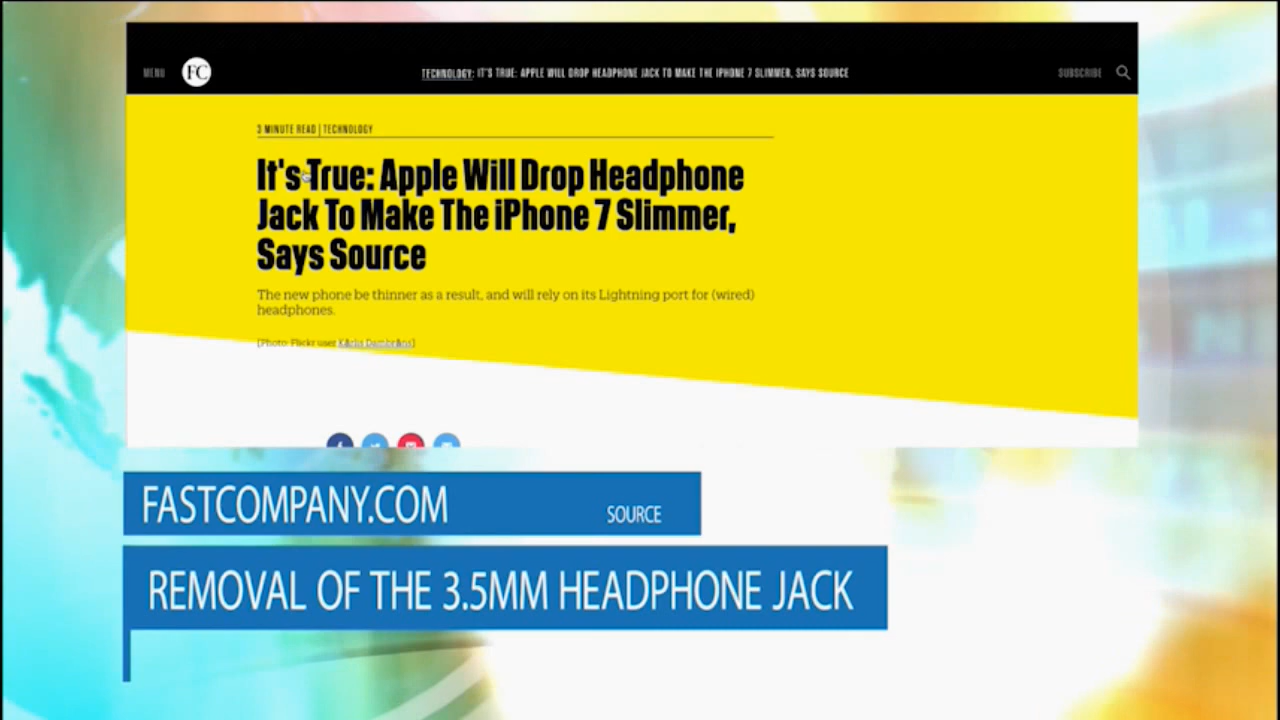 MENU
FC
TECHNOLOGY: IT'S TRUE: APPLE WILL DROP HEADPHONE JACK TO MAKE THE IPHONE 7 SLIMMER, SAYS SOURCE
SUBSCRIBE
3 MINUTE READ | TECHNOLOGY
It's True: Apple Will Drop Headphone
Jack To Make The iPhone 7 Slimmer,
Says Source
The new phone be thinner as a result, and will rely on its Lightning port for (wired)
headphones.
[Photo: Flickr user Kārlis Dambrāns]
FASTCOMPANY.COM
SOURCE
REMOVAL OF THE 3.5MM HEADPHONE JACK